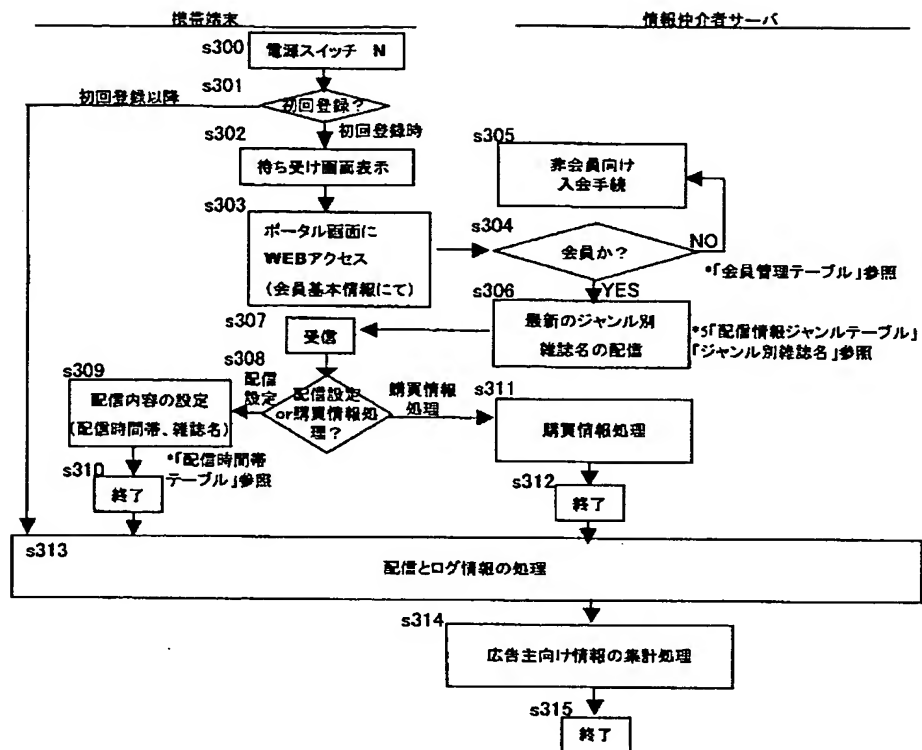 携帯端末
情報仲介者サーバ
s300
電源スイッチ N
s301
初回登録以降
初回登録?
初回登録時
s302
待ち受け画面表示
s305
非会員向け
入会手続
s303
ポータル画面に
WEBアクセス
(会員基本情報にて)
s304
会員か?
NO
*「会員管理テーブル」参照
YES
s306
最新のジャンル別
雑誌名の配信
*5「配信情報ジャンルテーブル」
「ジャンル別雑誌名」参照
s307
受信
s308
配信
設定
配信設定
or購買情報処
理?
購買情報
処理
s309
配信内容の設定
(配信時間帯、雑誌名)
*「配信時間帯
テーブル」参照
s310
終了
s311
購買情報処理
s312
終了
s313
配信とログ情報の処理
s314
広告主向け情報の集計処理
s315
終了